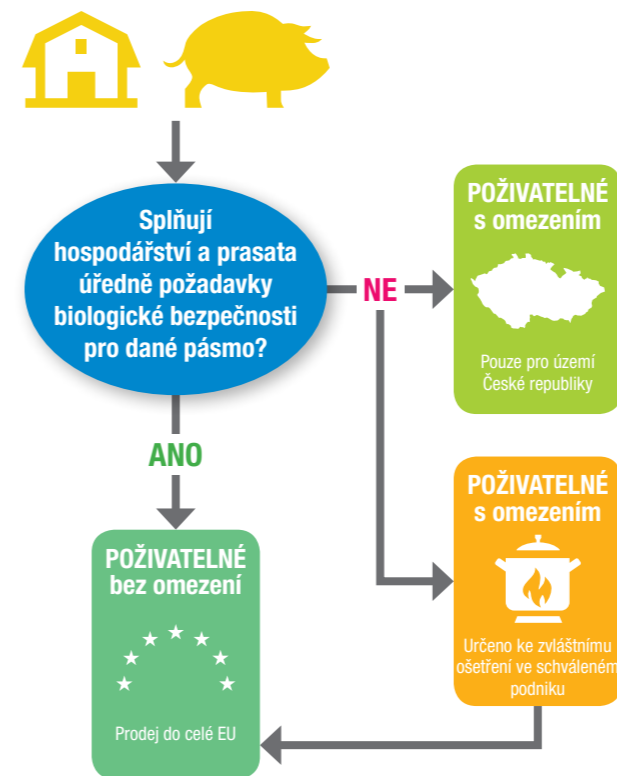 Splňují
hospodářství a prasata
úředně požadavky
biologické bezpečnosti
pro dané pásmo?
NE
POŽIVATELNÉ
s omezením
Pouze pro území
České republiky
ANO
POŽIVATELNÉ
s omezením
Určeno ke zvláštnímu
ošetření ve schváleném
podniku
POŽIVATELNÉ
bez omezení
Prodej do celé EU